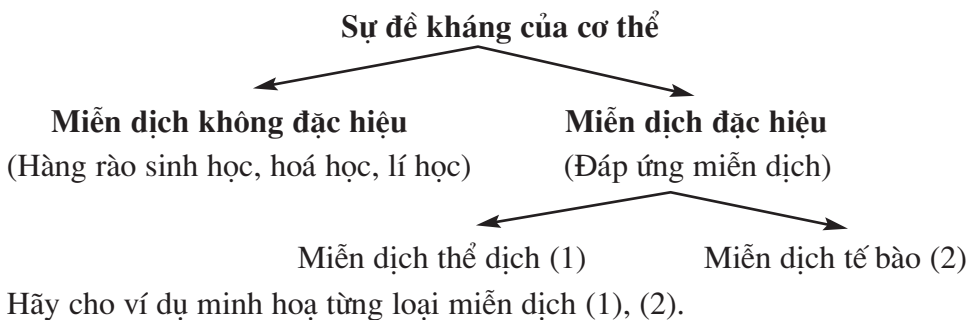 Sự đề kháng của cơ thể
Miễn dịch không đặc hiệu Miễn dịch đặc hiệu
(Hàng rào sinh học, hoá học, lí học) (Đáp ứng miễn dịch)
Miễn dịch thể dịch (1) Miễn dịch tế bào (2)
Hãy cho ví dụ minh hoạ từng loại miễn dịch (1), (2).